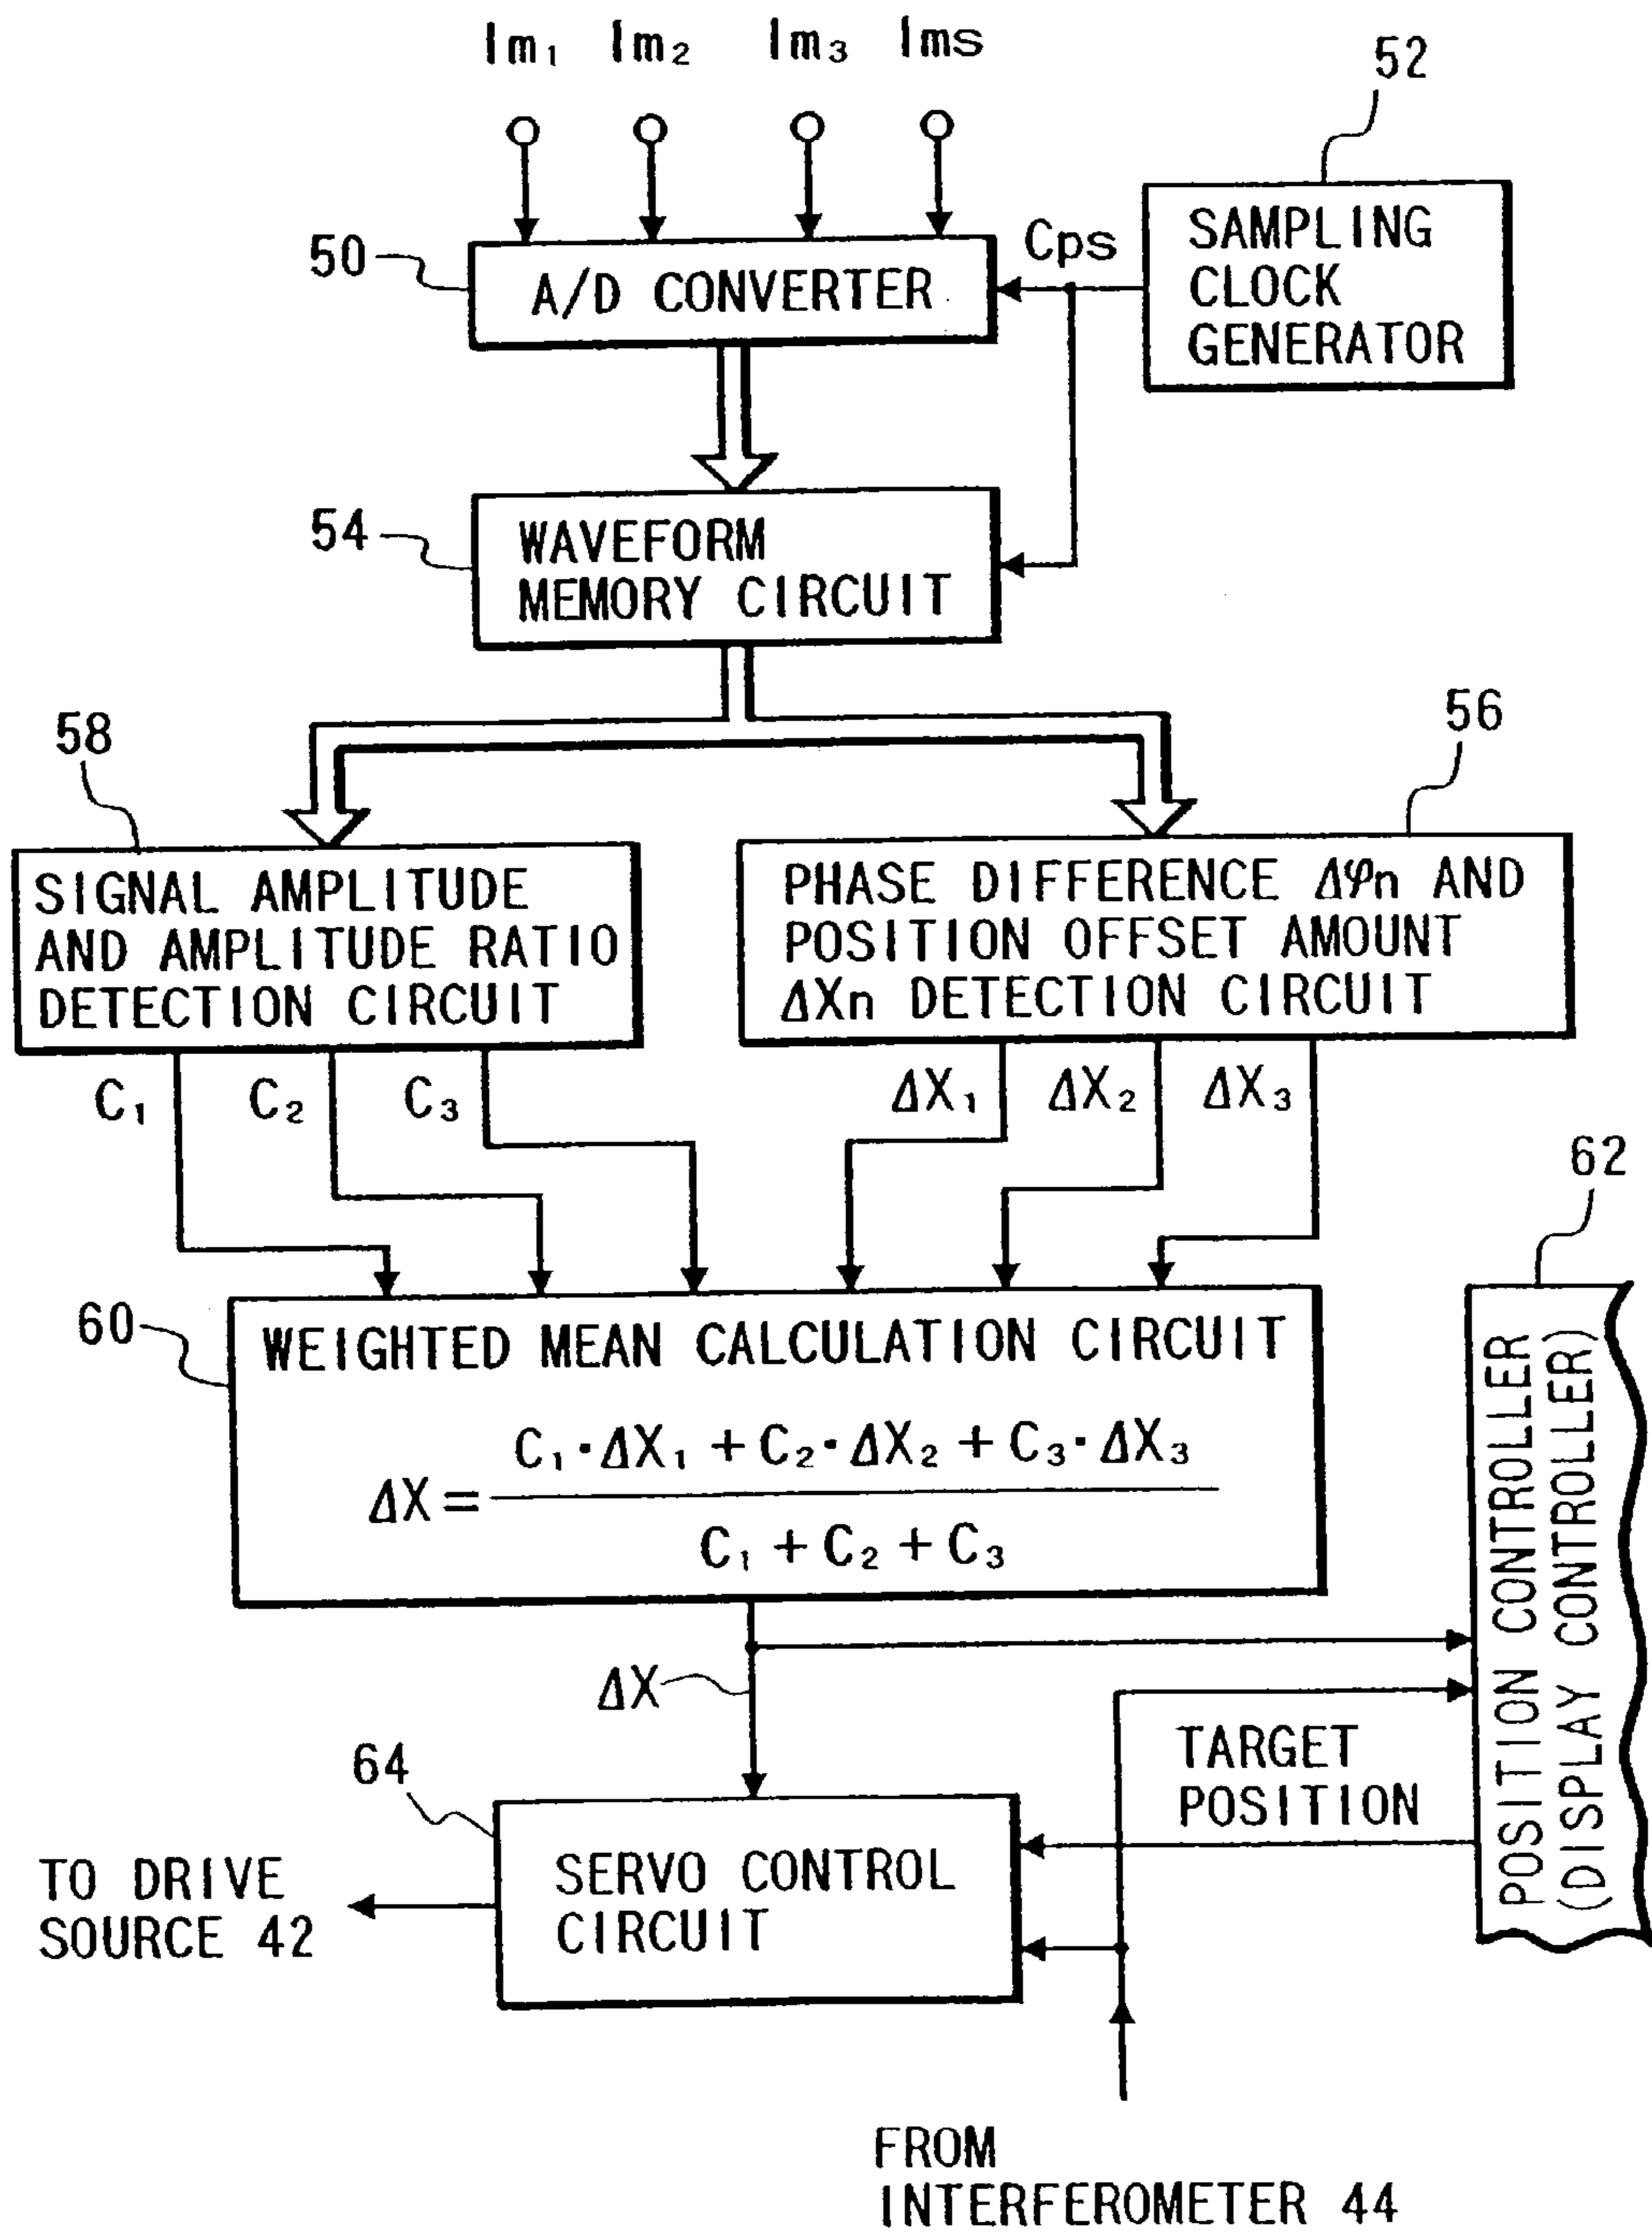 Im₁ Im₂ Im₃ Ims
52
50
A/D CONVERTER
Cps
SAMPLING
CLOCK
GENERATOR
54
WAVEFORM
MEMORY CIRCUIT
58
56
SIGNAL AMPLITUDE
AND AMPLITUDE RATIO
DETECTION CIRCUIT
PHASE DIFFERENCE Δφn AND
POSITION OFFSET AMOUNT
ΔXn DETECTION CIRCUIT
C₁ C₂ C₃
ΔX₁ ΔX₂ ΔX₃
62
60
WEIGHTED MEAN CALCULATION CIRCUIT
C₁·ΔX₁ + C₂·ΔX₂ + C₃·ΔX₃
ΔX =
C₁ + C₂ + C₃
POSITION CONTROLLER
(DISPLAY CONTROLLER)
ΔX
TARGET
POSITION
64
SERVO CONTROL
CIRCUIT
TO DRIVE
SOURCE 42
FROM
INTERFEROMETER 44